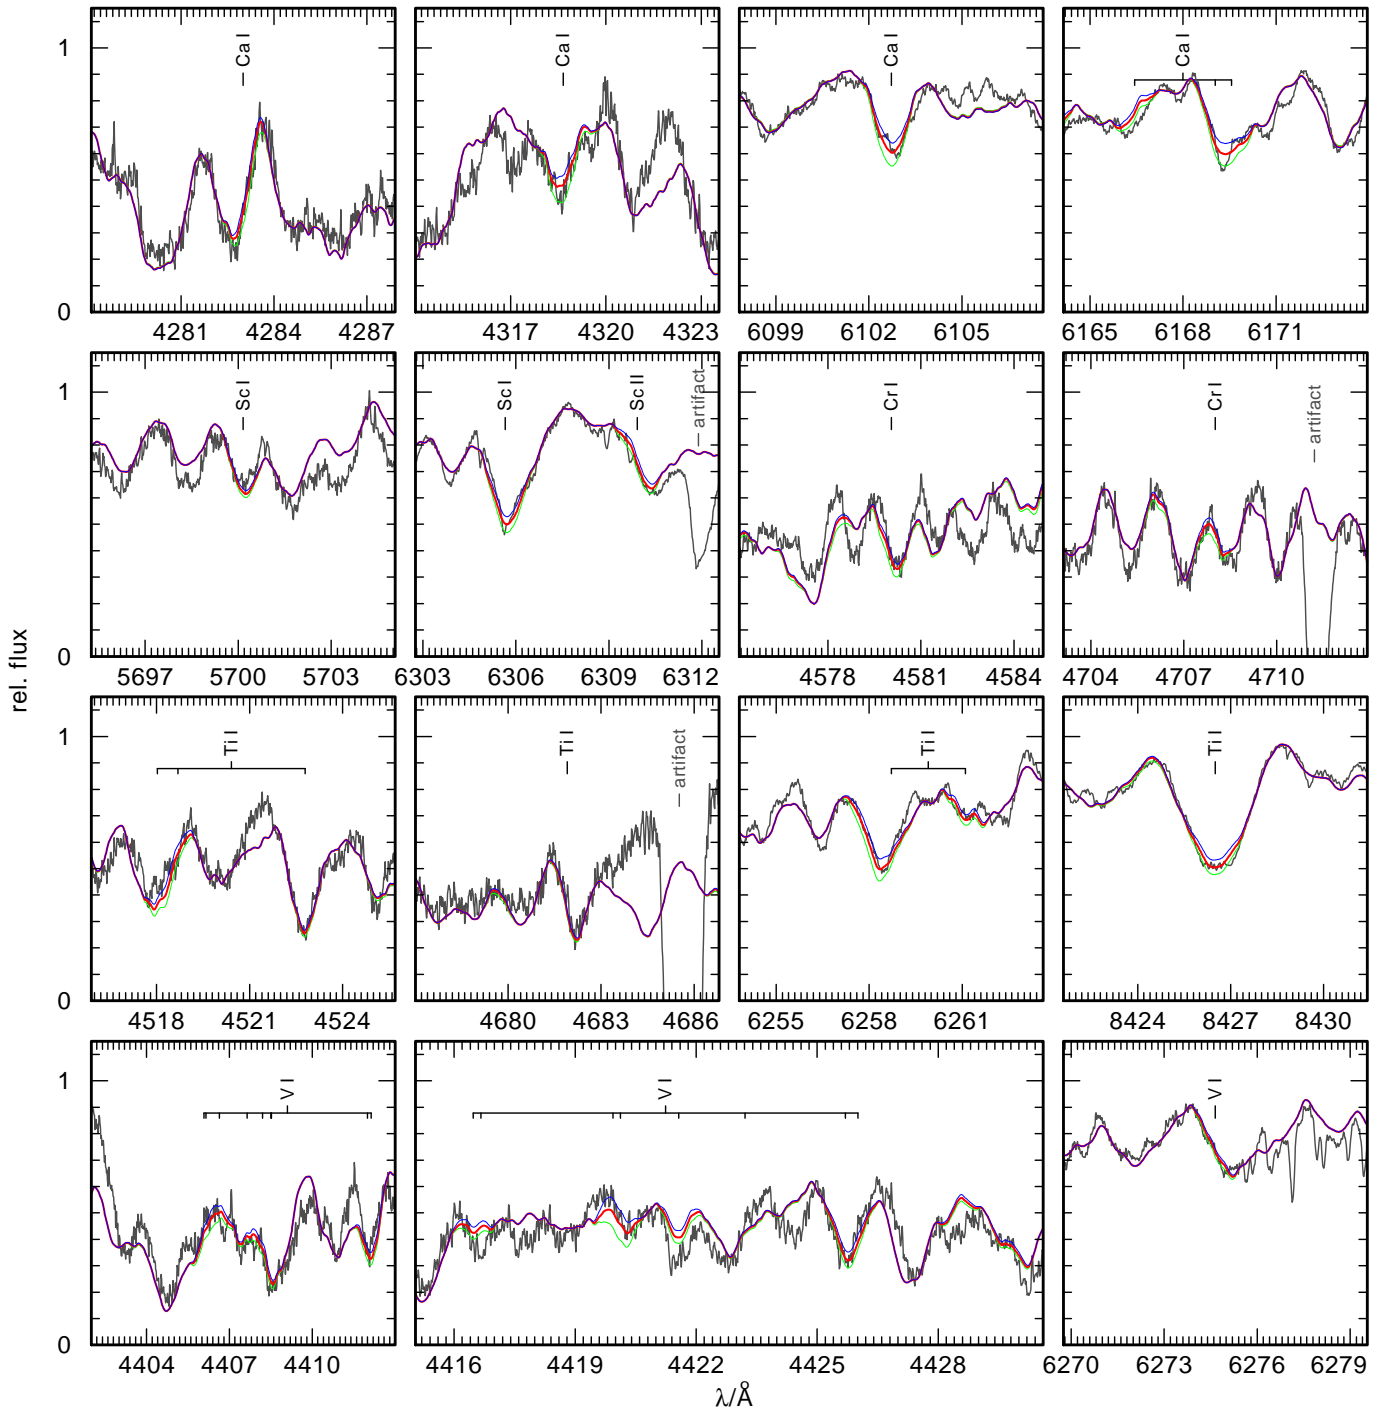 1
0
Ca I
4281 4284 4287
Ca I
4317 4320 4323
Ca I
6099 6102 6105
Ca I
6165 6168 6171
1
0
Sc I
5697 5700 5703
Sc I
Sc II
artifact
6303 6306 6309 6312
Cr I
4578 4581 4584
Cr I
artifact
4704 4707 4710
rel. flux
1
0
Ti I
4518 4521 4524
Ti I
artifact
4680 4683 4686
Ti I
6255 6258 6261
Ti I
8424 8427 8430
1
0
V I
4404 4407 4410
V I
4416 4419 4422 4425 4428
V I
6270 6273 6276 6279
λ/Å